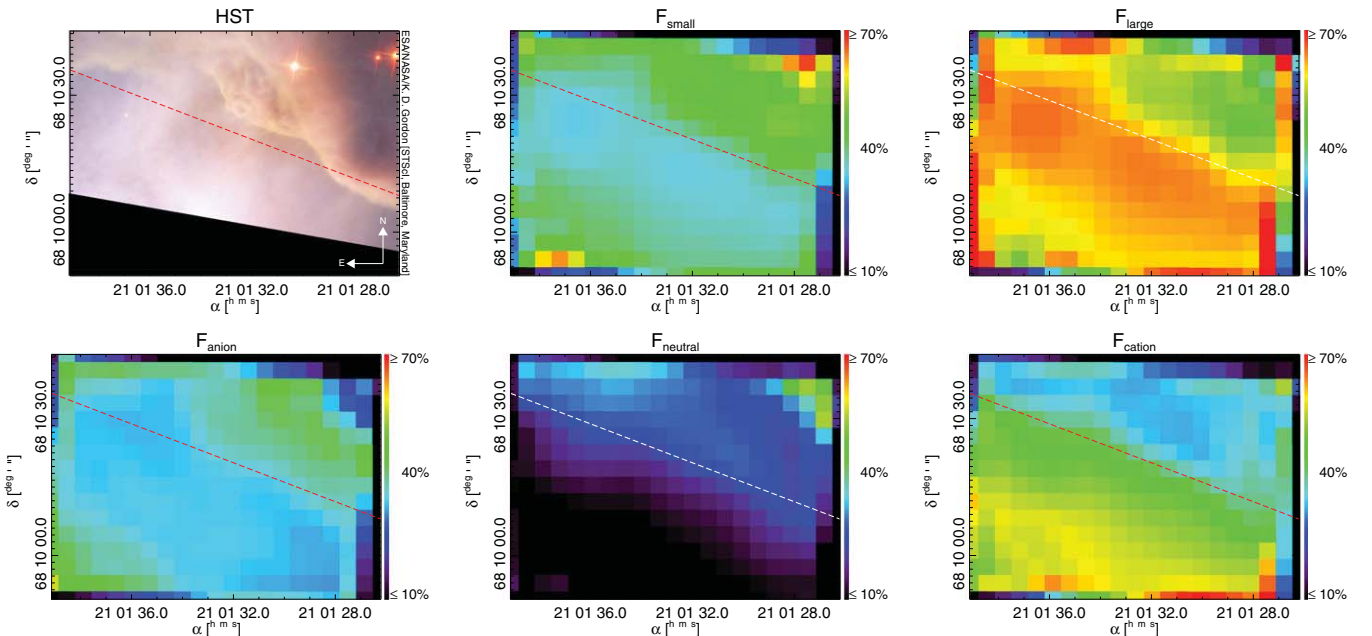 HST
ESA/NASA/K. D. Gordon (STScI, Baltimore, Maryland)
N
E
68 10 30.0
68 10 00.0
δ [deg ' "]
21 01 36.0 21 01 32.0 21 01 28.0
α [h m s]
F small
≥ 70%
40%
≤ 10%
68 10 30.0
68 10 00.0
δ [deg ' "]
21 01 36.0 21 01 32.0 21 01 28.0
α [h m s]
F large
≥ 70%
40%
≤ 10%
68 10 30.0
68 10 00.0
δ [deg ' "]
21 01 36.0 21 01 32.0 21 01 28.0
α [h m s]
F anion
≥ 70%
40%
≤ 10%
68 10 30.0
68 10 00.0
δ [deg ' "]
21 01 36.0 21 01 32.0 21 01 28.0
α [h m s]
F neutral
≥ 70%
40%
≤ 10%
68 10 30.0
68 10 00.0
δ [deg ' "]
21 01 36.0 21 01 32.0 21 01 28.0
α [h m s]
F cation
≥ 70%
40%
≤ 10%
68 10 30.0
68 10 00.0
δ [deg ' "]
21 01 36.0 21 01 32.0 21 01 28.0
α [h m s]